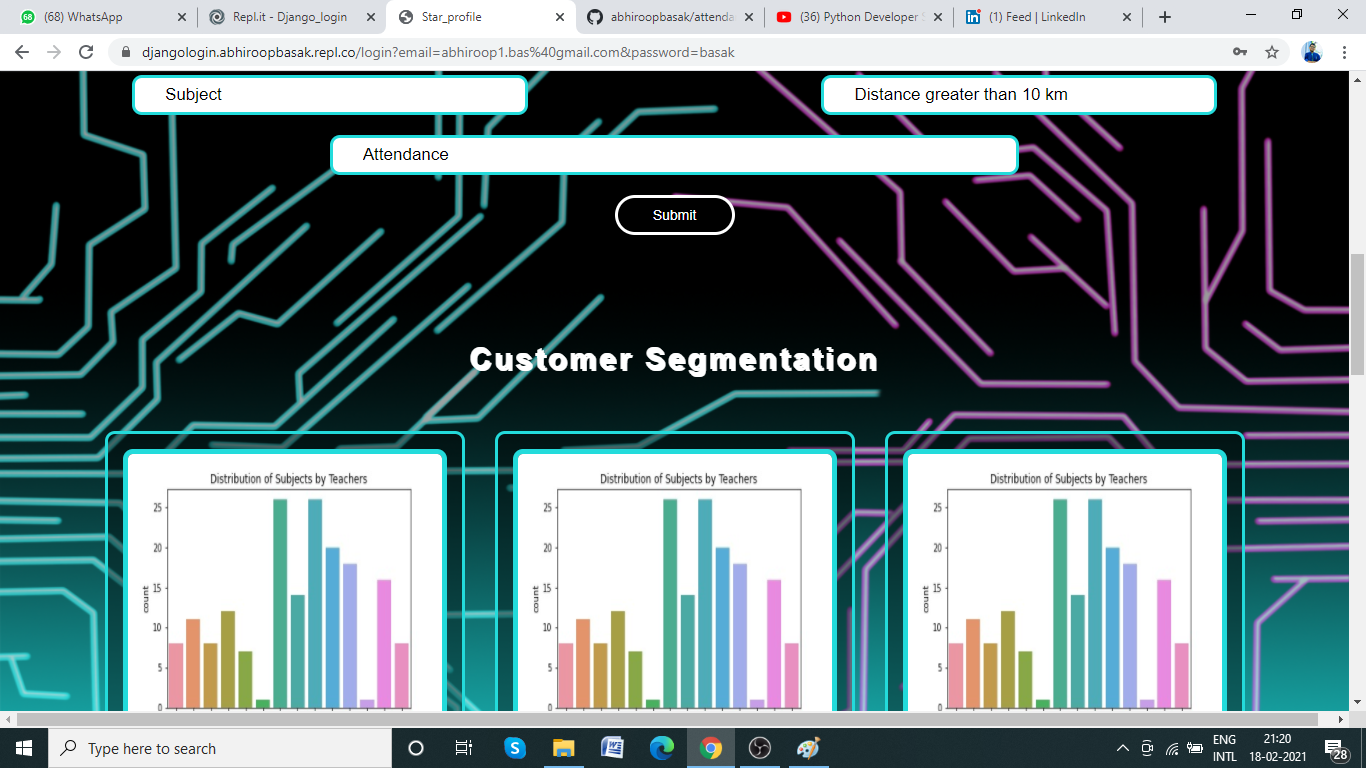 68 (68) WhatsApp
Repl.it - Django_login
Star_profile
abhiroopbasak/attenda
(36) Python Developer
(1) Feed | LinkedIn
djangologin.abhiroopbasak.repl.co/login?email=abhiroop1.bas%40gmail.com&password=basak
Subject
Distance greater than 10 km
Attendance
Submit
Customer Segmentation
Distribution of Subjects by Teachers
25
20
15
10
5
0
count
Distribution of Subjects by Teachers
25
20
15
10
5
0
count
Distribution of Subjects by Teachers
25
20
15
10
5
0
count
Type here to search
ENG
INTL
21:20
18-02-2021
28